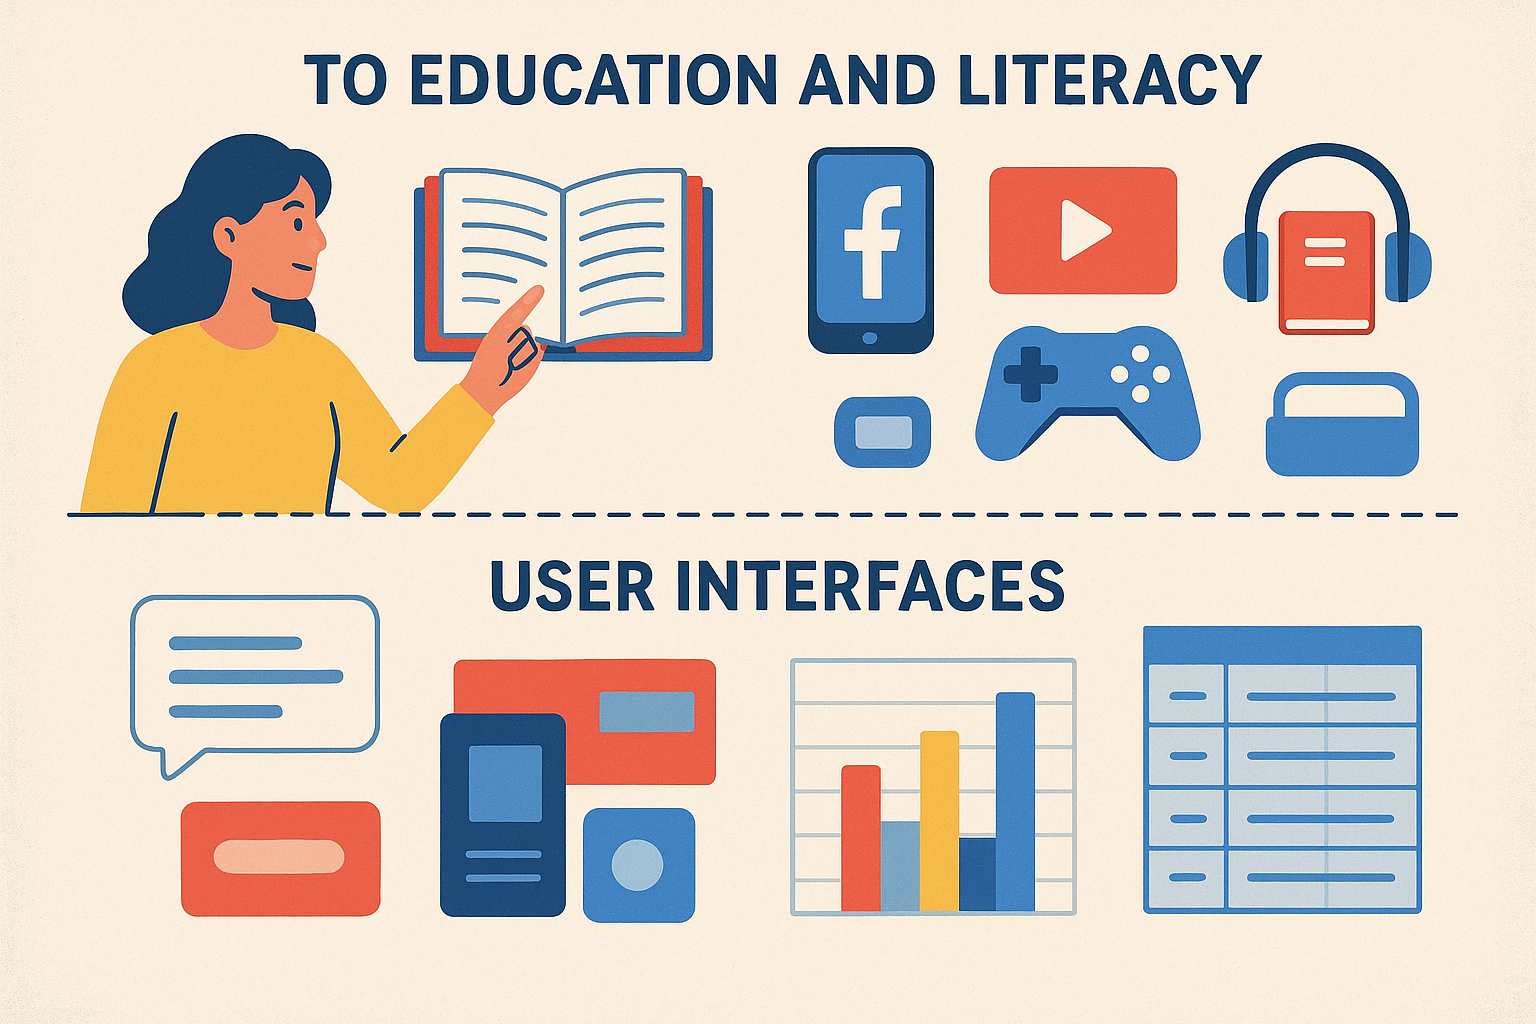 TO EDUCATION AND LITERACY
f
USER INTERFACES